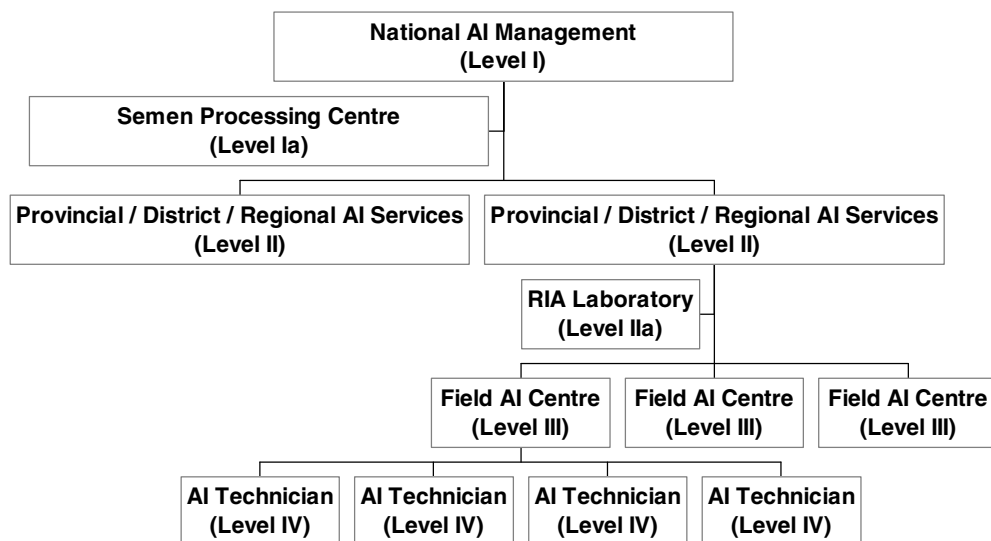 National AI Management
(Level I)
Semen Processing Centre
(Level Ia)
Provincial / District / Regional AI Services
(Level II)
Provincial / District / Regional AI Services
(Level II)
RIA Laboratory
(Level IIa)
Field AI Centre
(Level III)
Field AI Centre
(Level III)
Field AI Centre
(Level III)
AI Technician
(Level IV)
AI Technician
(Level IV)
AI Technician
(Level IV)
AI Technician
(Level IV)